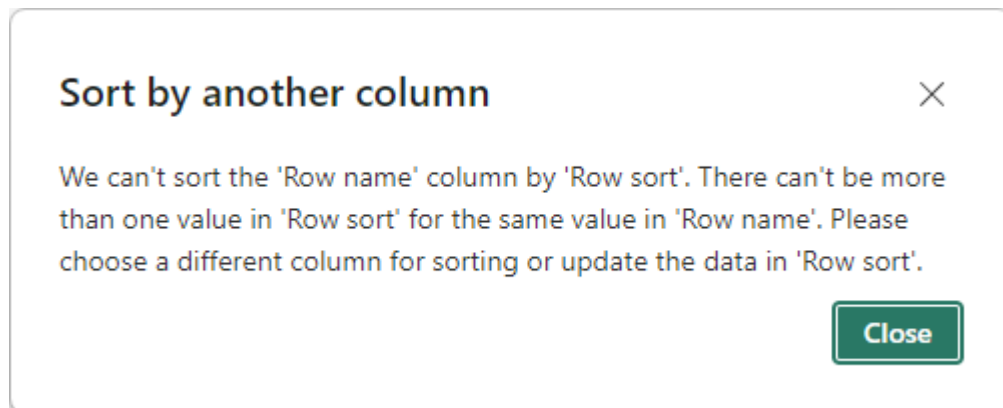 Sort by another column
We can't sort the 'Row name' column by 'Row sort'. There can't be more
than one value in 'Row sort' for the same value in 'Row name'. Please
choose a different column for sorting or update the data in 'Row sort'.
Close